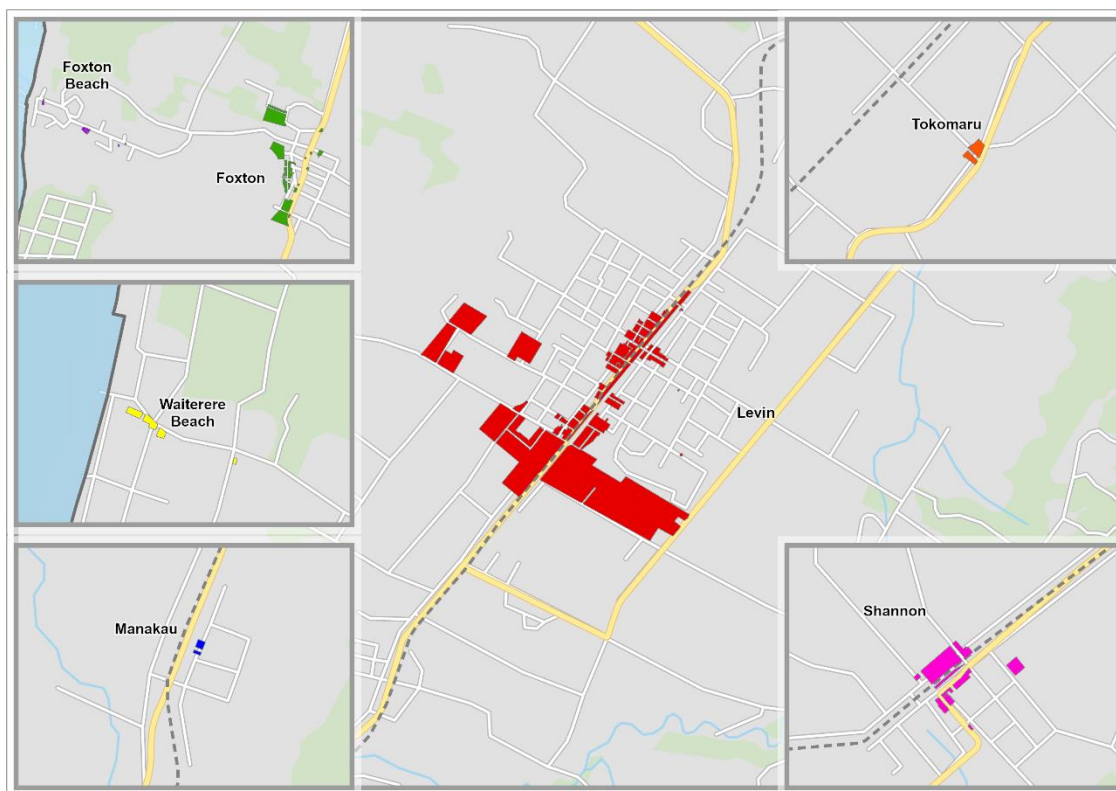 Foxton
Beach
Foxton
Tokomaru
Waiterere
Beach
Levin
Manakau
Shannon